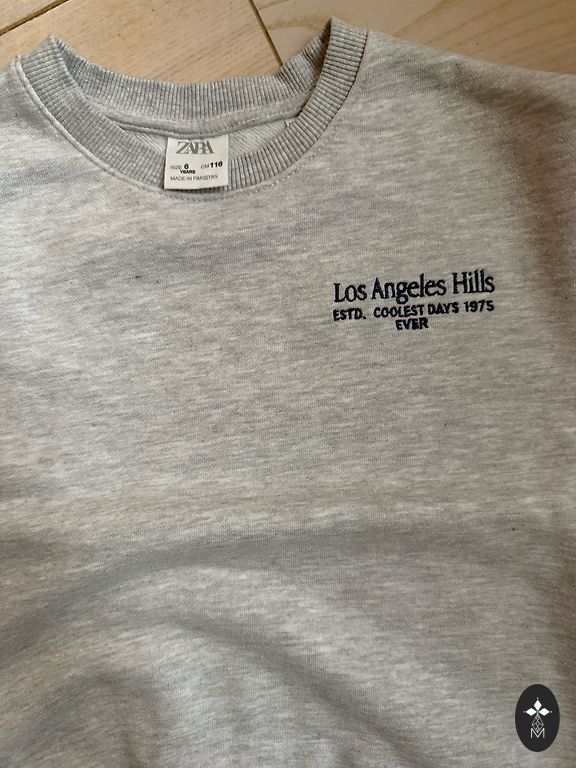 ZARA
SIZE 6 CM 116
YEARS
MADE IN PAKISTAN
Los Angeles Hills
ESTD. COOLEST DAYS 1975
EVER
M